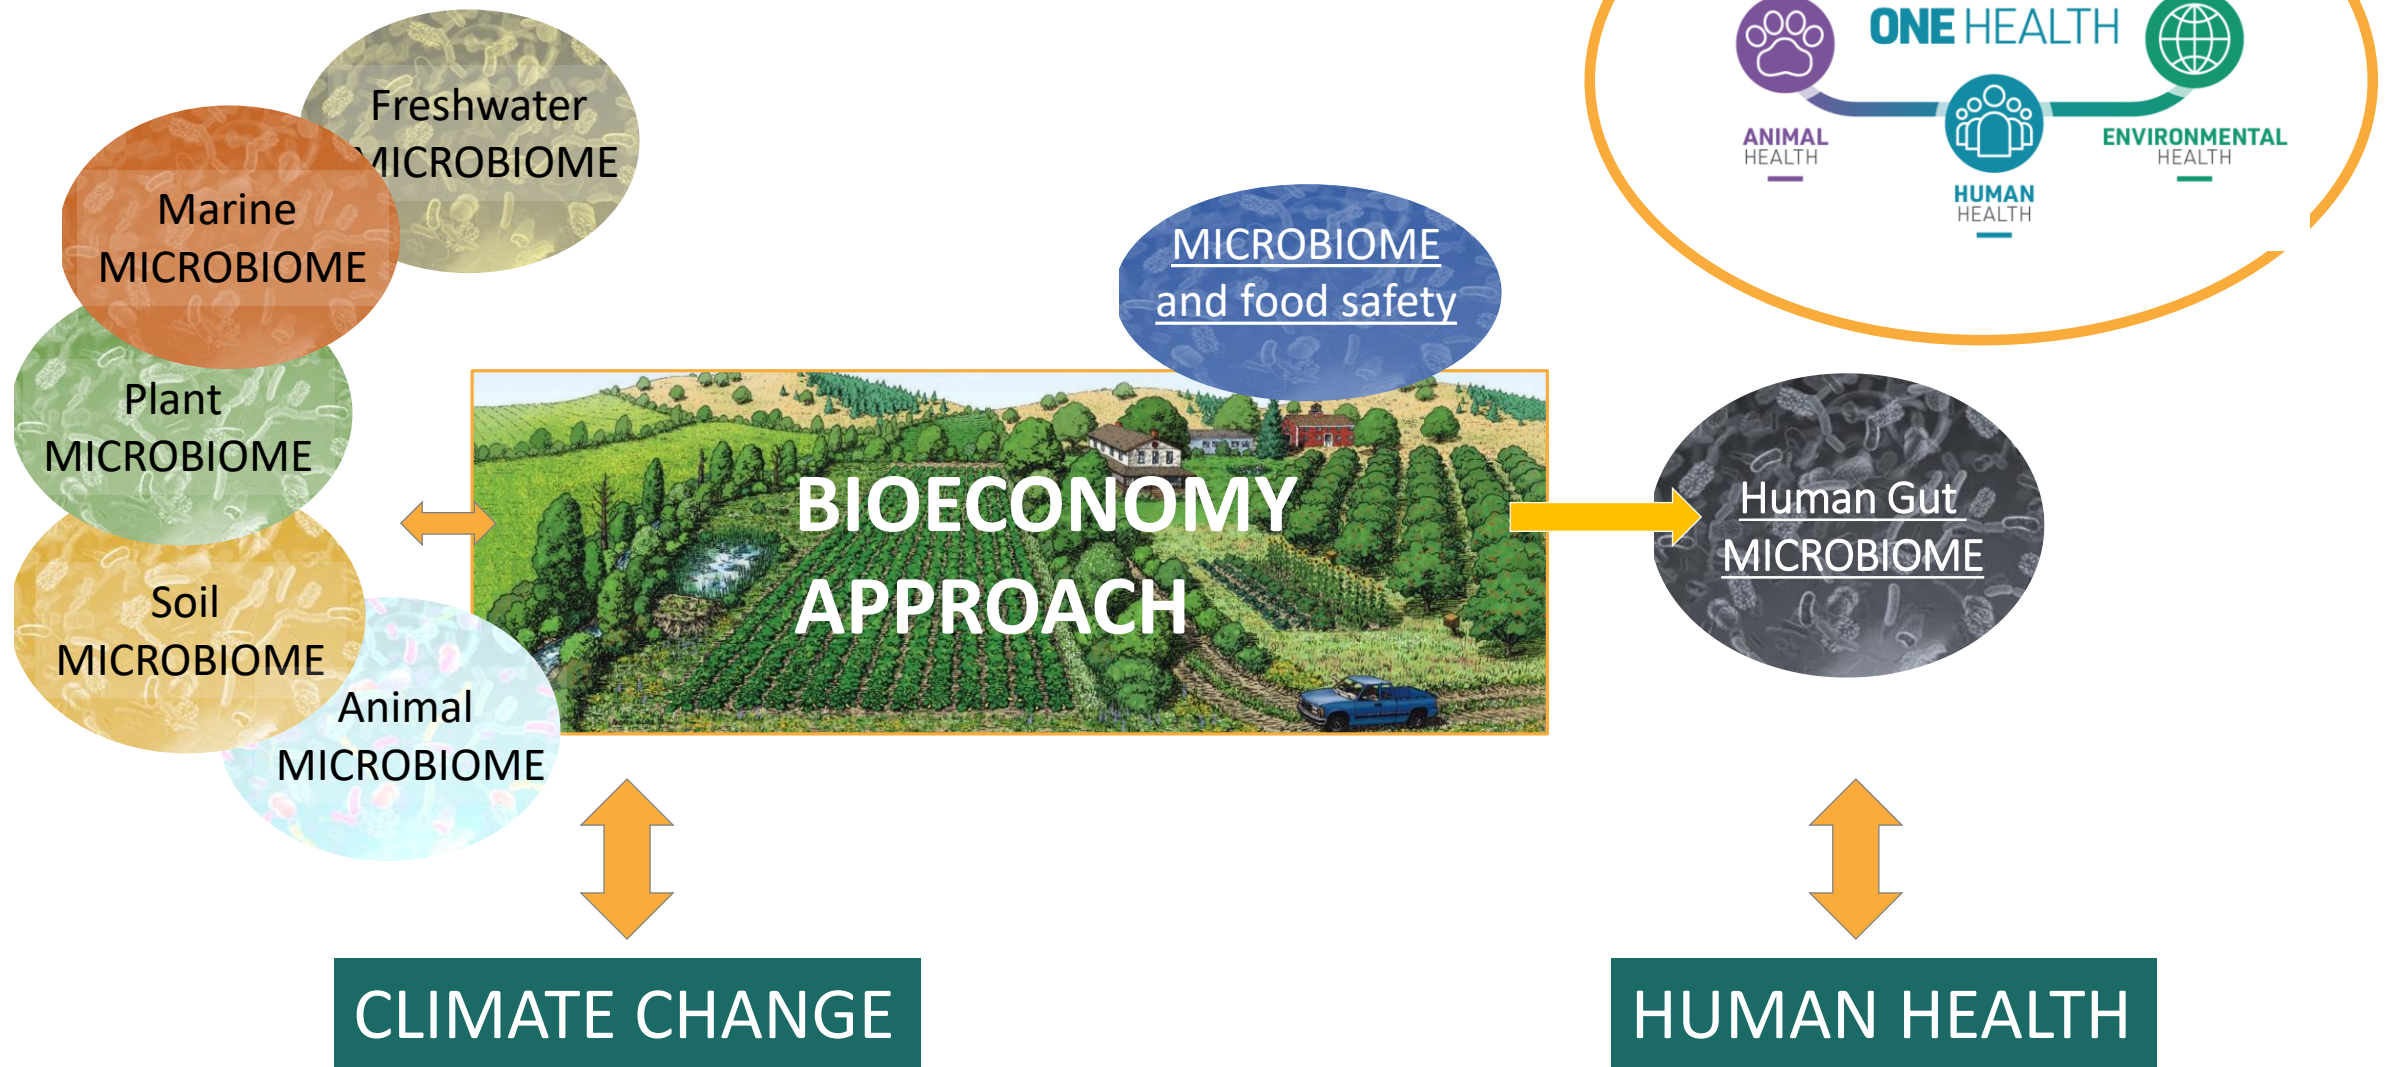 Freshwater
MICROBIOME
Marine
MICROBIOME
Plant
MICROBIOME
Soil
MICROBIOME
Animal
MICROBIOME
MICROBIOME
and food safety
BIOECONOMY
APPROACH
ONE HEALTH
ANIMAL
HEALTH
HUMAN
HEALTH
ENVIRONMENTAL
HEALTH
Human Gut
MICROBIOME
CLIMATE CHANGE
HUMAN HEALTH